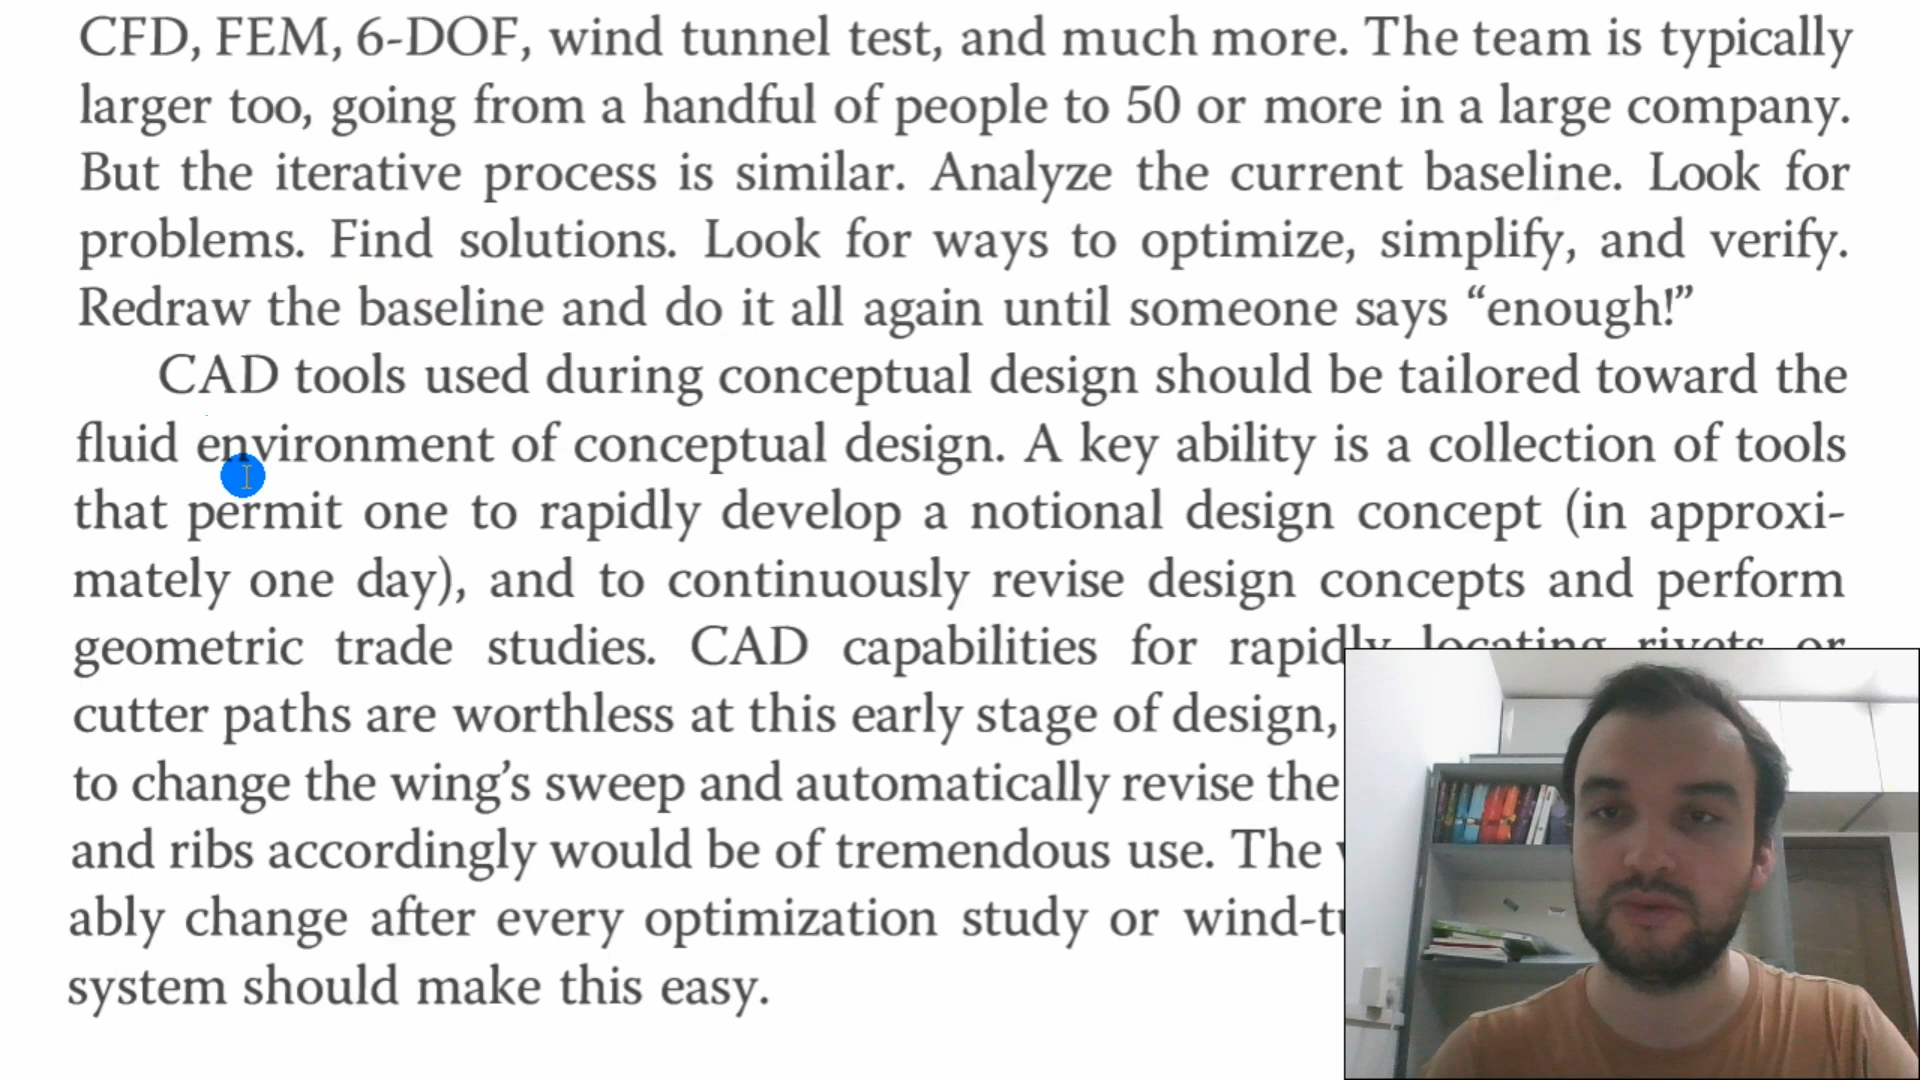 CFD, FEM, 6-DOF, wind tunnel test, and much more. The team is typically
larger too, going from a handful of people to 50 or more in a large company.
But the iterative process is similar. Analyze the current baseline. Look for
problems. Find solutions. Look for ways to optimize, simplify, and verify.
Redraw the baseline and do it all again until someone says “enough!”
CAD tools used during conceptual design should be tailored toward the
fluid environment of conceptual design. A key ability is a collection of tools
that permit one to rapidly develop a notional design concept (in approxi-
mately one day), and to continuously revise design concepts and perform
geometric trade studies. CAD capabilities for rapidly locating rivets or
cutter paths are worthless at this early stage of design,
to change the wing’s sweep and automatically revise the
and ribs accordingly would be of tremendous use. The
ably change after every optimization study or
system should make this easy.